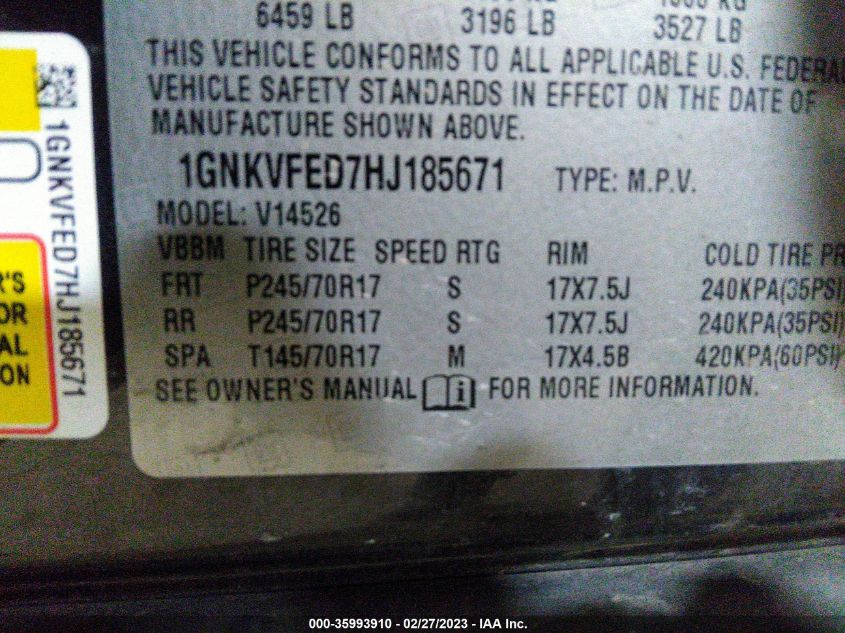 6459 LB 3196 LB 3527 LB
THIS VEHICLE CONFORMS TO ALL APPLICABLE U.S. FEDERAL
VEHICLE SAFETY STANDARDS IN EFFECT ON THE DATE OF
MANUFACTURE SHOWN ABOVE.
1GNKVFED7HJ185671 TYPE: M.P.V.
MODEL: V14526
VBBM TIRE SIZE SPEED RTG RIM COLD TIRE PR
FRT P245/70R17 S 17X7.5J 240KPA(35PSI)
RR P245/70R17 S 17X7.5J 240KPA(35PSI)
SPA T145/70R17 M 17X4.5B 420KPA(60PSI)
SEE OWNER'S MANUAL FOR MORE INFORMATION.
1GNKVFED7HJ185671
R'S
OR
AL
ON
000-35993910 - 02/27/2023 - IAA Inc.